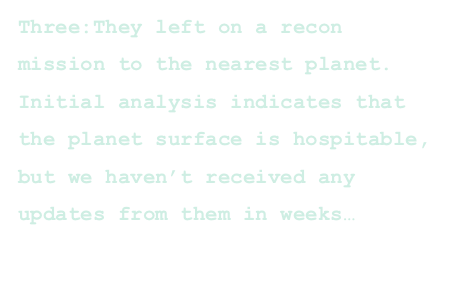 Three:They left on a recon
mission to the nearest planet.
Initial analysis indicates that
the planet surface is hospitable,
but we haven’t received any
updates from them in weeks…